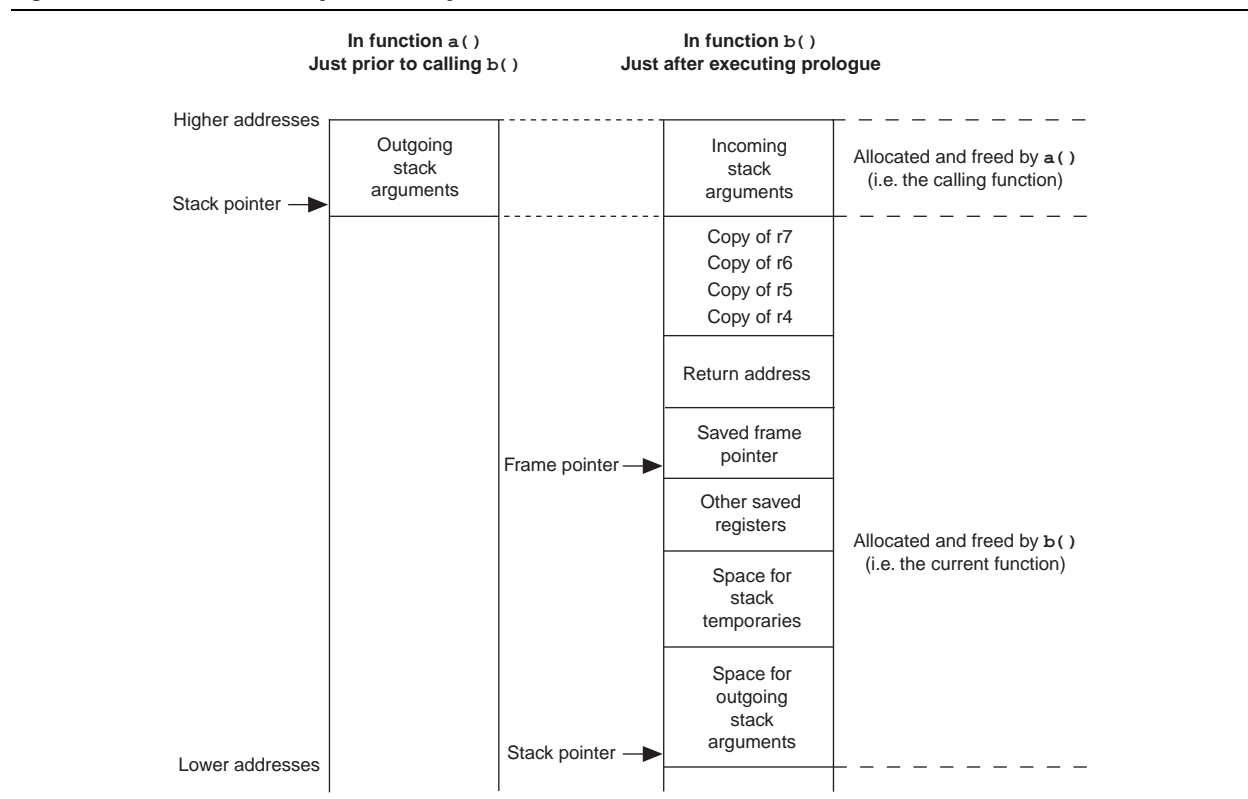 In function a()
Just prior to calling b()
In function b()
Just after executing prologue
Higher addresses
Outgoing
stack
arguments
Incoming
stack
arguments
Allocated and freed by a()
(i.e. the calling function)
Stack pointer
Copy of r7
Copy of r6
Copy of r5
Copy of r4
Return address
Saved frame
pointer
Frame pointer
Other saved
registers
Allocated and freed by b()
(i.e. the current function)
Space for
stack
temporaries
Space for
outgoing
stack
arguments
Stack pointer
Lower addresses